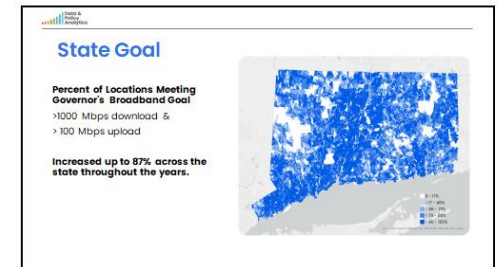 Data &
Policy
Analytics
State Goal
Percent of Locations Meeting
Governor's Broadband Goal
>1000 Mbps download &
> 100 Mbps upload
Increased up to 87% across the
state throughout the years.